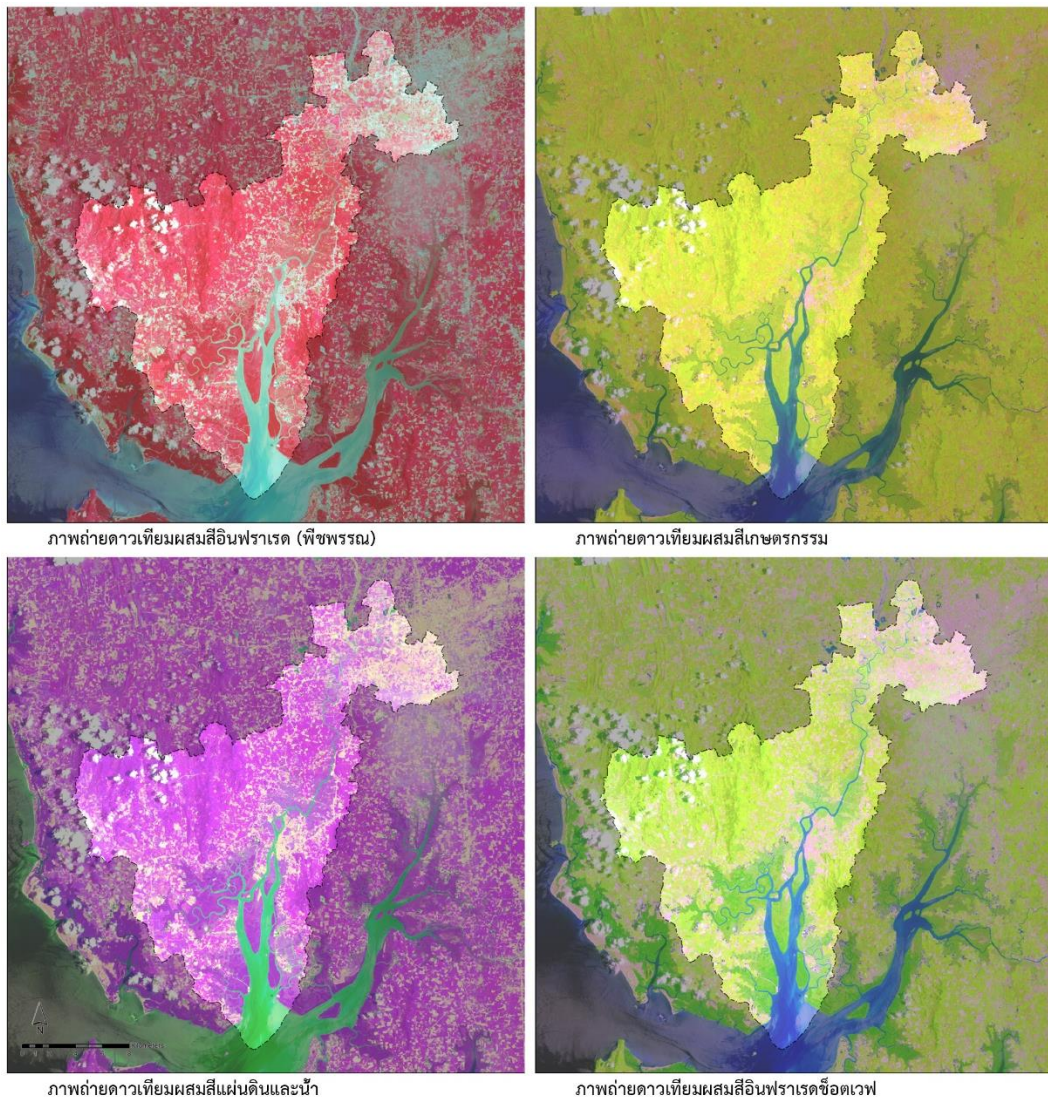 ภาพถ่ายดาวเทียมผสมสีอินฟราเรด (พืชพรรณ)
ภาพถ่ายดาวเทียมผสมสีเกษตรกรรม
N
ภาพถ่ายดาวเทียมผสมสีแผ่นดินและน้ำ
ภาพถ่ายดาวเทียมผสมสีอินฟราเรดช็อตเวฟ